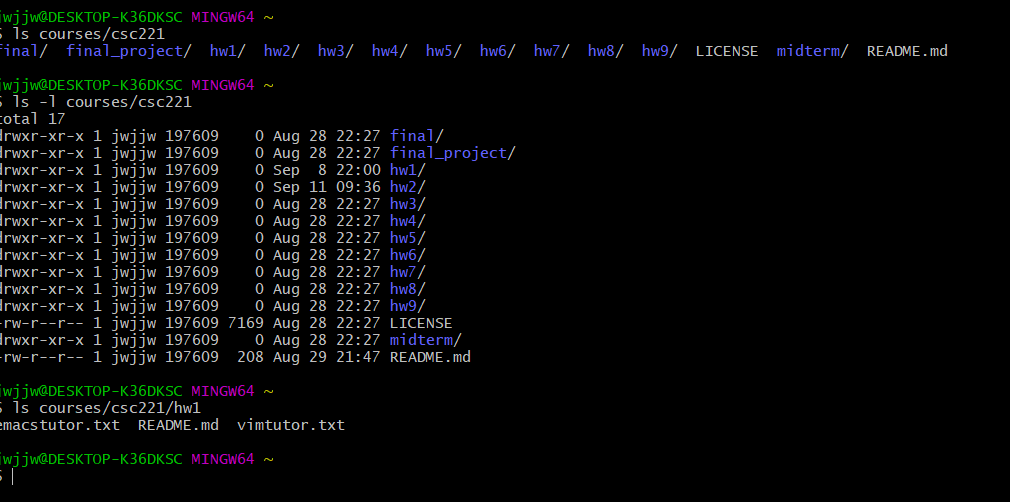 jwjjw@DESKTOP-K36DKSC MINGW64 ~
$ ls courses/csc221
final/  final_project/  hw1/  hw2/  hw3/  hw4/  hw5/  hw6/  hw7/  hw8/  hw9/  LICENSE  midterm/  README.md
jwjjw@DESKTOP-K36DKSC MINGW64 ~
$ ls -l courses/csc221
total 17
drwxr-xr-x 1 jwjjw 197609    0 Aug 28 22:27 final/
drwxr-xr-x 1 jwjjw 197609    0 Aug 28 22:27 final_project/
drwxr-xr-x 1 jwjjw 197609    0 Sep  8 22:00 hw1/
drwxr-xr-x 1 jwjjw 197609    0 Sep 11 09:36 hw2/
drwxr-xr-x 1 jwjjw 197609    0 Aug 28 22:27 hw3/
drwxr-xr-x 1 jwjjw 197609    0 Aug 28 22:27 hw4/
drwxr-xr-x 1 jwjjw 197609    0 Aug 28 22:27 hw5/
drwxr-xr-x 1 jwjjw 197609    0 Aug 28 22:27 hw6/
drwxr-xr-x 1 jwjjw 197609    0 Aug 28 22:27 hw7/
drwxr-xr-x 1 jwjjw 197609    0 Aug 28 22:27 hw8/
drwxr-xr-x 1 jwjjw 197609    0 Aug 28 22:27 hw9/
-rw-r--r-- 1 jwjjw 197609 7169 Aug 28 22:27 LICENSE
drwxr-xr-x 1 jwjjw 197609    0 Aug 28 22:27 midterm/
-rw-r--r-- 1 jwjjw 197609  208 Aug 29 21:47 README.md
jwjjw@DESKTOP-K36DKSC MINGW64 ~
$ ls courses/csc221/hw1
emacstutor.txt  README.md  vimtutor.txt
jwjjw@DESKTOP-K36DKSC MINGW64 ~
$